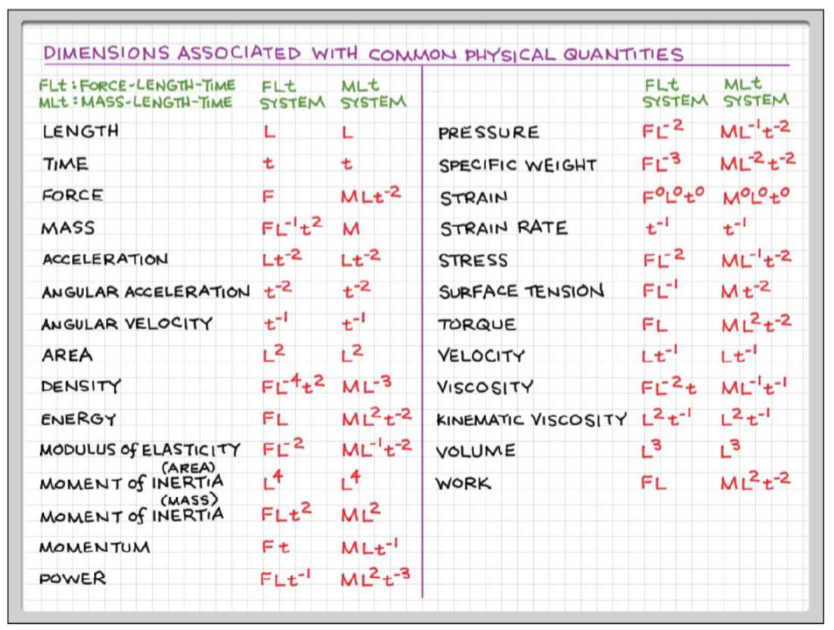 DIMENSIONS ASSOCIATED WITH COMMON PHYSICAL QUANTITIES
FLt : FORCE-LENGTH-TIME FLt MLt
MLt : MASS-LENGTH-TIME SYSTEM SYSTEM
LENGTH L L
TIME t t
FORCE F MLt⁻²
MASS FL⁻¹t² M
ACCELERATION Lt⁻² Lt⁻²
ANGULAR ACCELERATION t⁻² t⁻²
ANGULAR VELOCITY t⁻¹ t⁻¹
AREA L² L²
DENSITY FL⁻⁴t² ML⁻³
ENERGY FL ML²t⁻²
MODULUS of ELASTICITY FL⁻² ML⁻¹t⁻²
(AREA)
MOMENT of INERTIA L⁴ L⁴
(MASS)
MOMENT of INERTIA FLt² ML²
MOMENTUM Ft MLt⁻¹
POWER FLt⁻¹ ML²t⁻³
FLt MLt
SYSTEM SYSTEM
PRESSURE FL⁻² ML⁻¹t⁻²
SPECIFIC WEIGHT FL⁻³ ML⁻²t⁻²
STRAIN F⁰L⁰t⁰ M⁰L⁰t⁰
STRAIN RATE t⁻¹ t⁻¹
STRESS FL⁻² ML⁻¹t⁻²
SURFACE TENSION FL⁻¹ Mt⁻²
TORQUE FL ML²t⁻²
VELOCITY Lt⁻¹ Lt⁻¹
VISCOSITY FL⁻²t ML⁻¹t⁻¹
KINEMATIC VISCOSITY L²t⁻¹ L²t⁻¹
VOLUME L³ L³
WORK FL ML²t⁻²